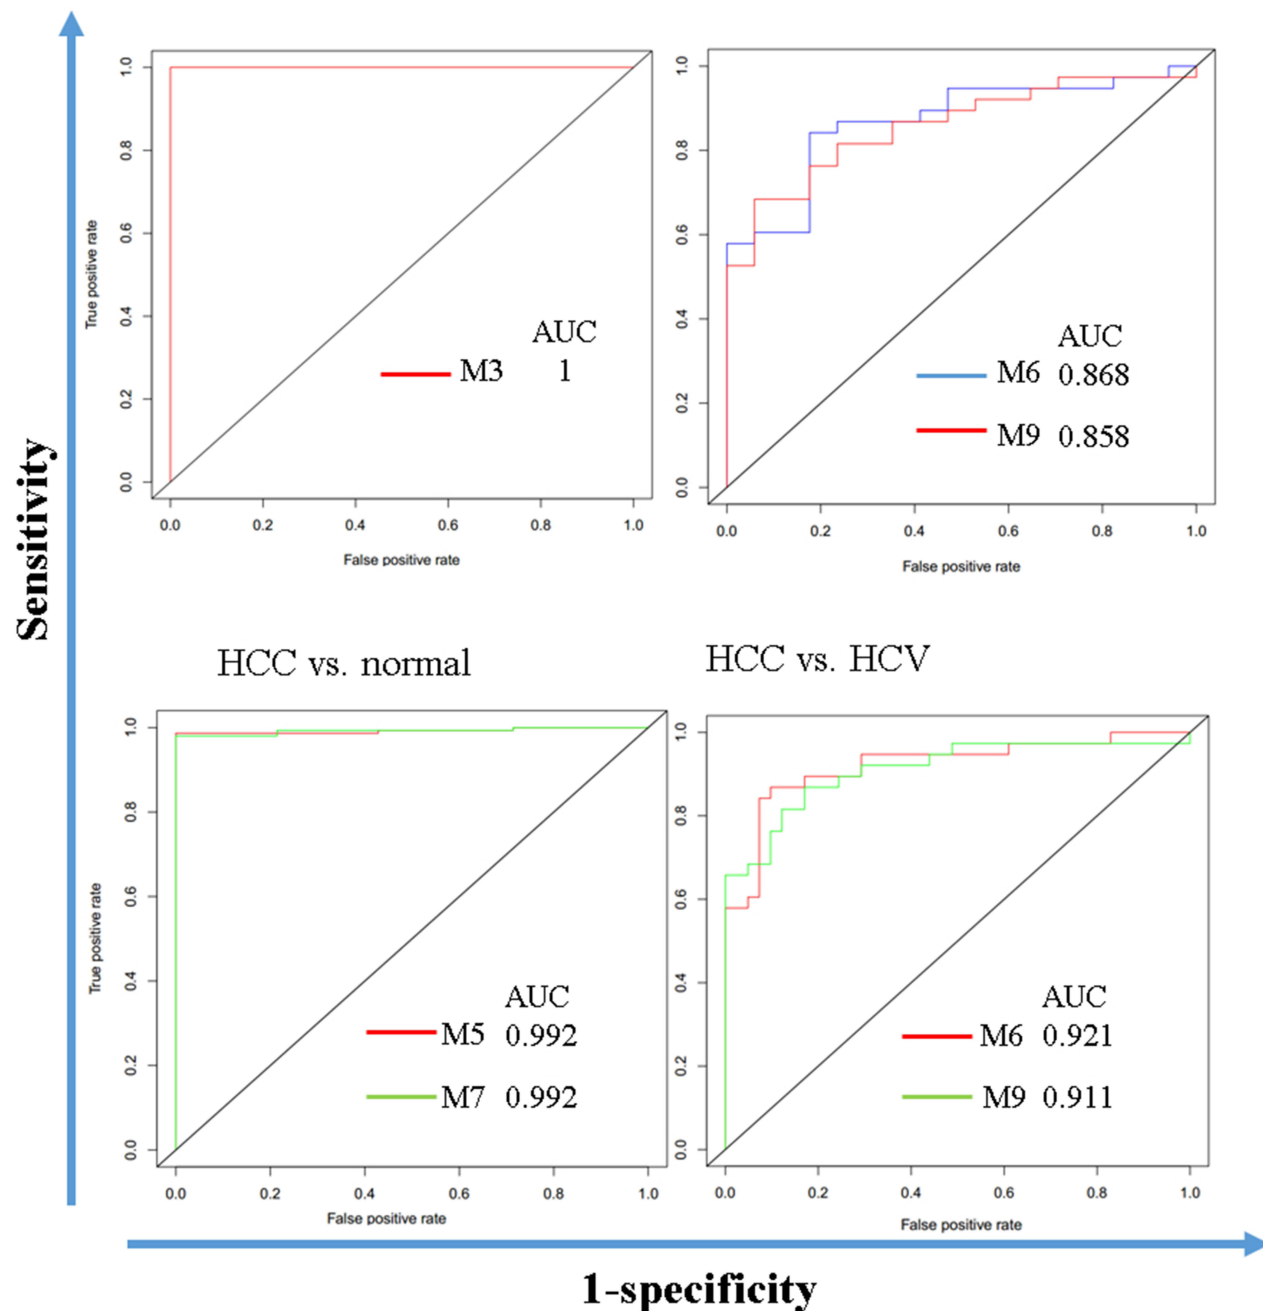 Sensitivity
True positive rate
1.0
0.8
0.6
0.4
0.2
0.0
AUC
M3 1
0.0 0.2 0.4 0.6 0.8 1.0
False positive rate
1.0
0.8
0.6
0.4
0.2
0.0
AUC
M6 0.868
M9 0.858
0.0 0.2 0.4 0.6 0.8 1.0
False positive rate
HCC vs. normal
HCC vs. HCV
True positive rate
1.0
0.8
0.6
0.4
0.2
0.0
AUC
M5 0.992
M7 0.992
0.0 0.2 0.4 0.6 0.8 1.0
False positive rate
1.0
0.8
0.6
0.4
0.2
0.0
AUC
M6 0.921
M9 0.911
0.0 0.2 0.4 0.6 0.8 1.0
False positive rate
1-specificity